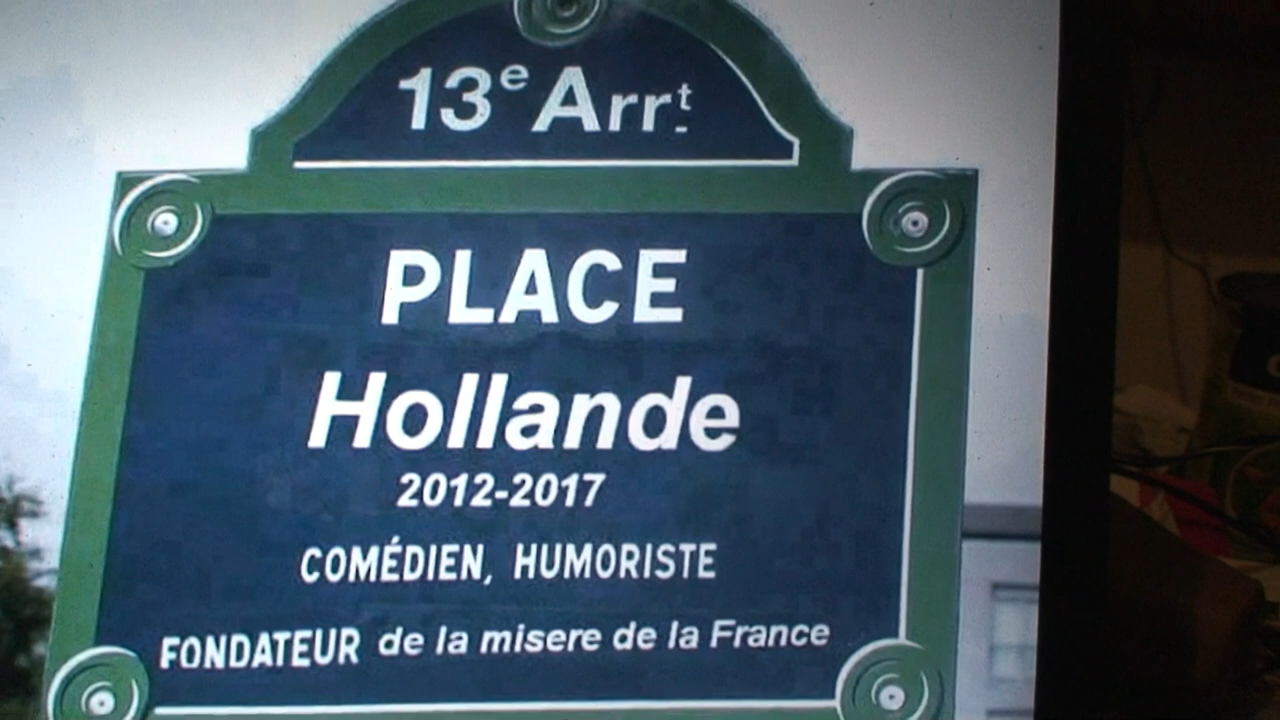 13e Arrt
PLACE
Hollande
2012-2017
COMÉDIEN, HUMORISTE
FONDATEUR de la misere de la France